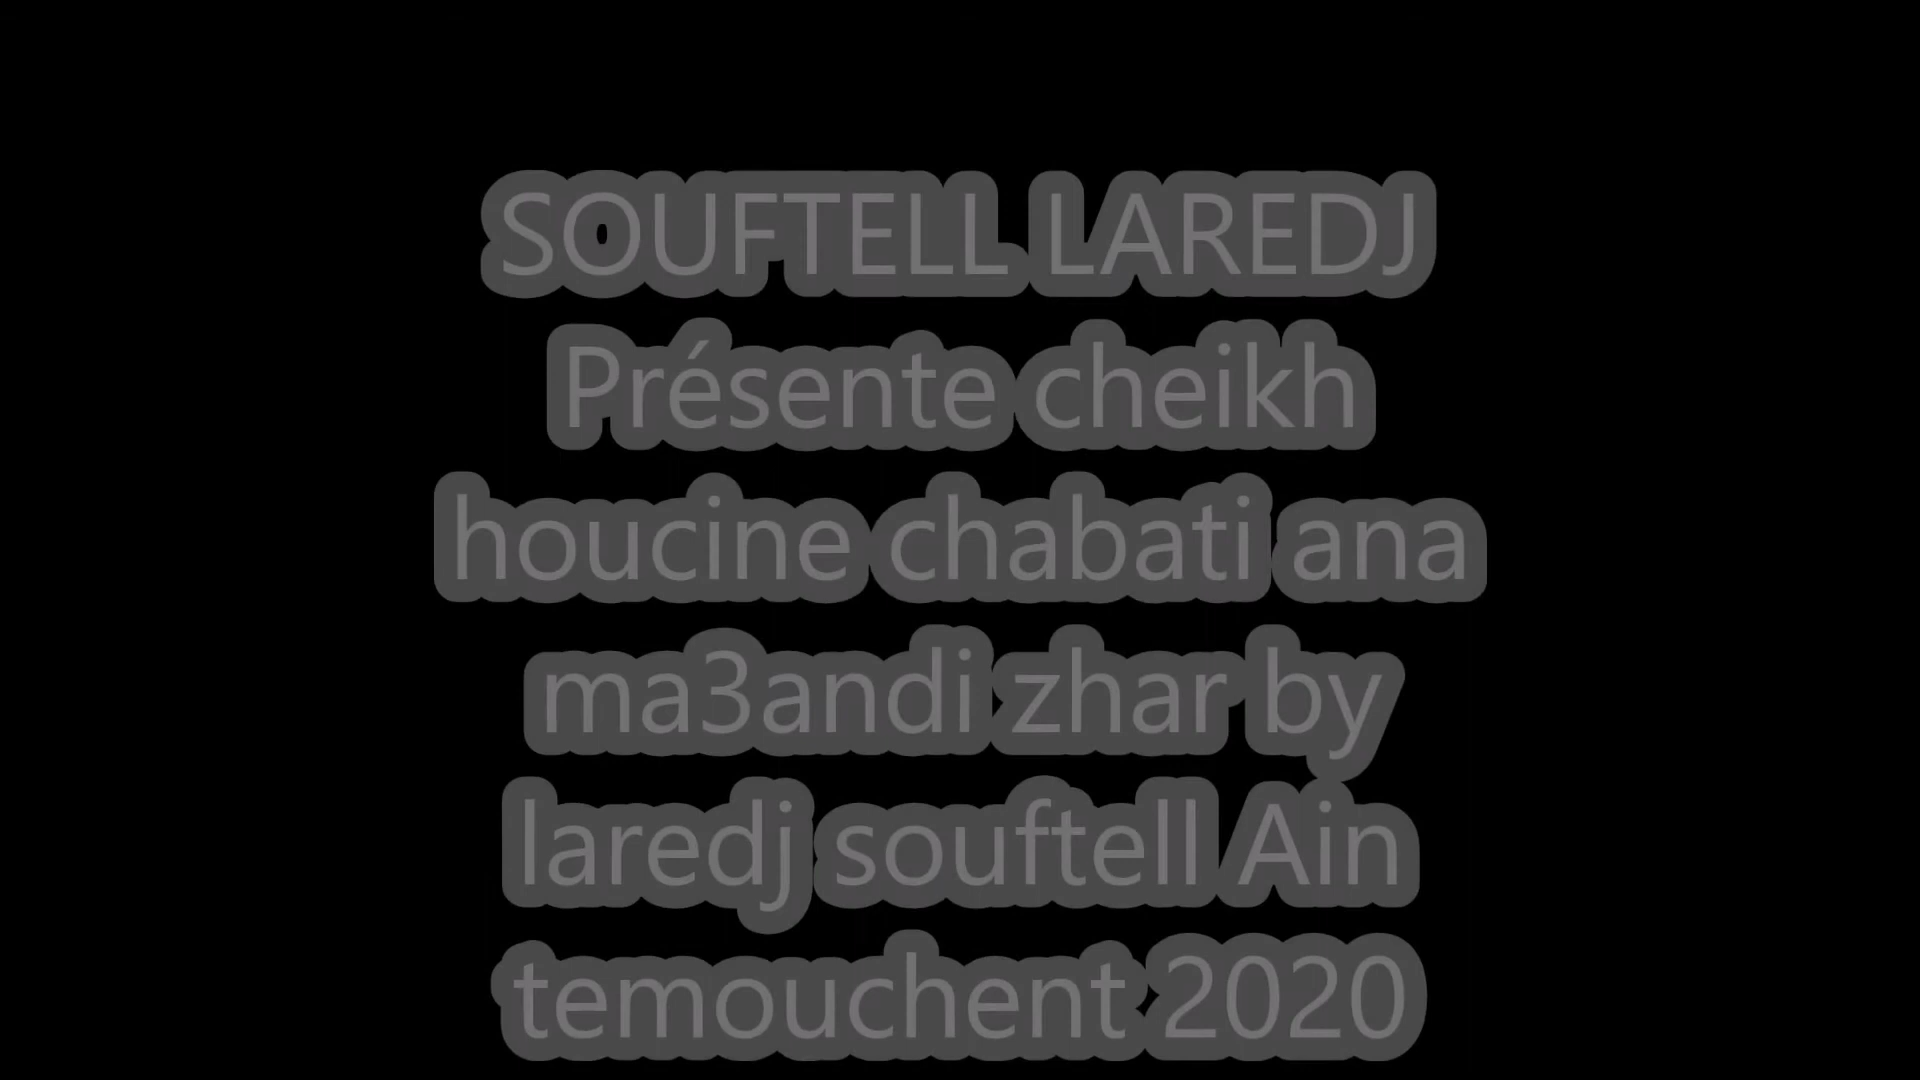 SOUFTELL LAREDJ
Présente cheikh
houcine chabati ana
ma3andi zhar by
laredj souftell Ain
temouchent 2020